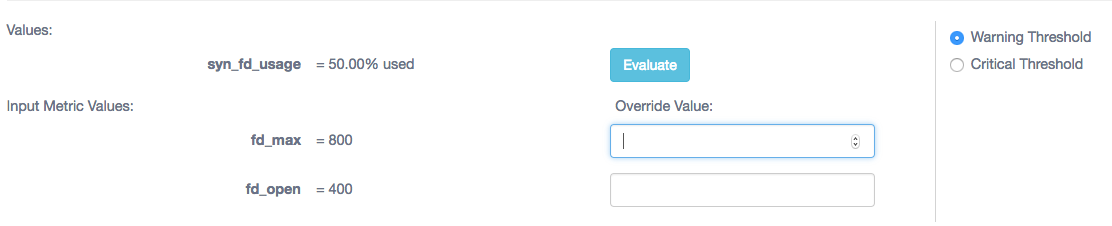 Values:
Warning Threshold
syn_fd_usage = 50.00% used
Evaluate
Critical Threshold
Input Metric Values:
Override Value:
fd_max = 800
fd_open = 400